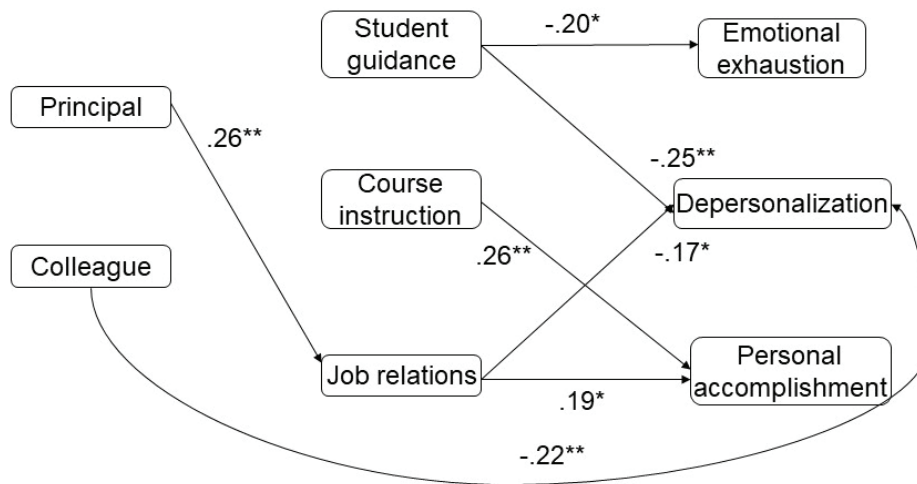 Student
guidance
-.20*
Emotional
exhaustion
Principal
.26**
-.25**
Course
instruction
Depersonalization
.26**
-.17*
Colleague
Job relations
Personal
accomplishment
.19*
-.22**